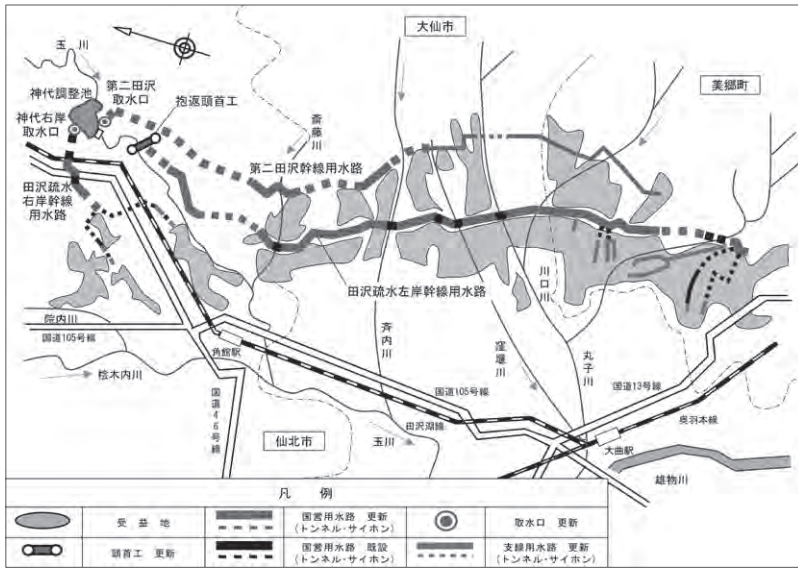 玉川
神代調整池
第二田沢
取水口
抱返頭首工
神代右岸
取水口
田沢疏水
右岸幹線
用水路
斎藤川
第二田沢幹線用水路
大仙市
美郷町
田沢疏水左岸幹線用水路
川口川
院内川
国道105号線
角館駅
桧木内川
国道46号線
仙北市
斉内川
窪堰川
丸子川
国道105号線
田沢湖線
玉川
国道13号線
奥羽本線
大曲駅
雄物川
凡例
受益地
国営用水路 更新
(トンネル・サイホン)
取水口 更新
頭首工 更新
国営用水路 既設
(トンネル・サイホン)
支線用水路 更新
(トンネル・サイホン)